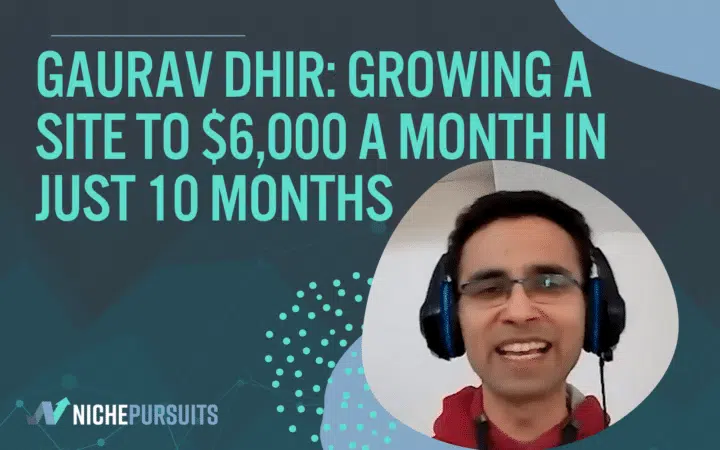 GAURAV DHIR: GROWING A
SITE TO $6,000 A MONTH IN
JUST 10 MONTHS
NICHEPURSUITS